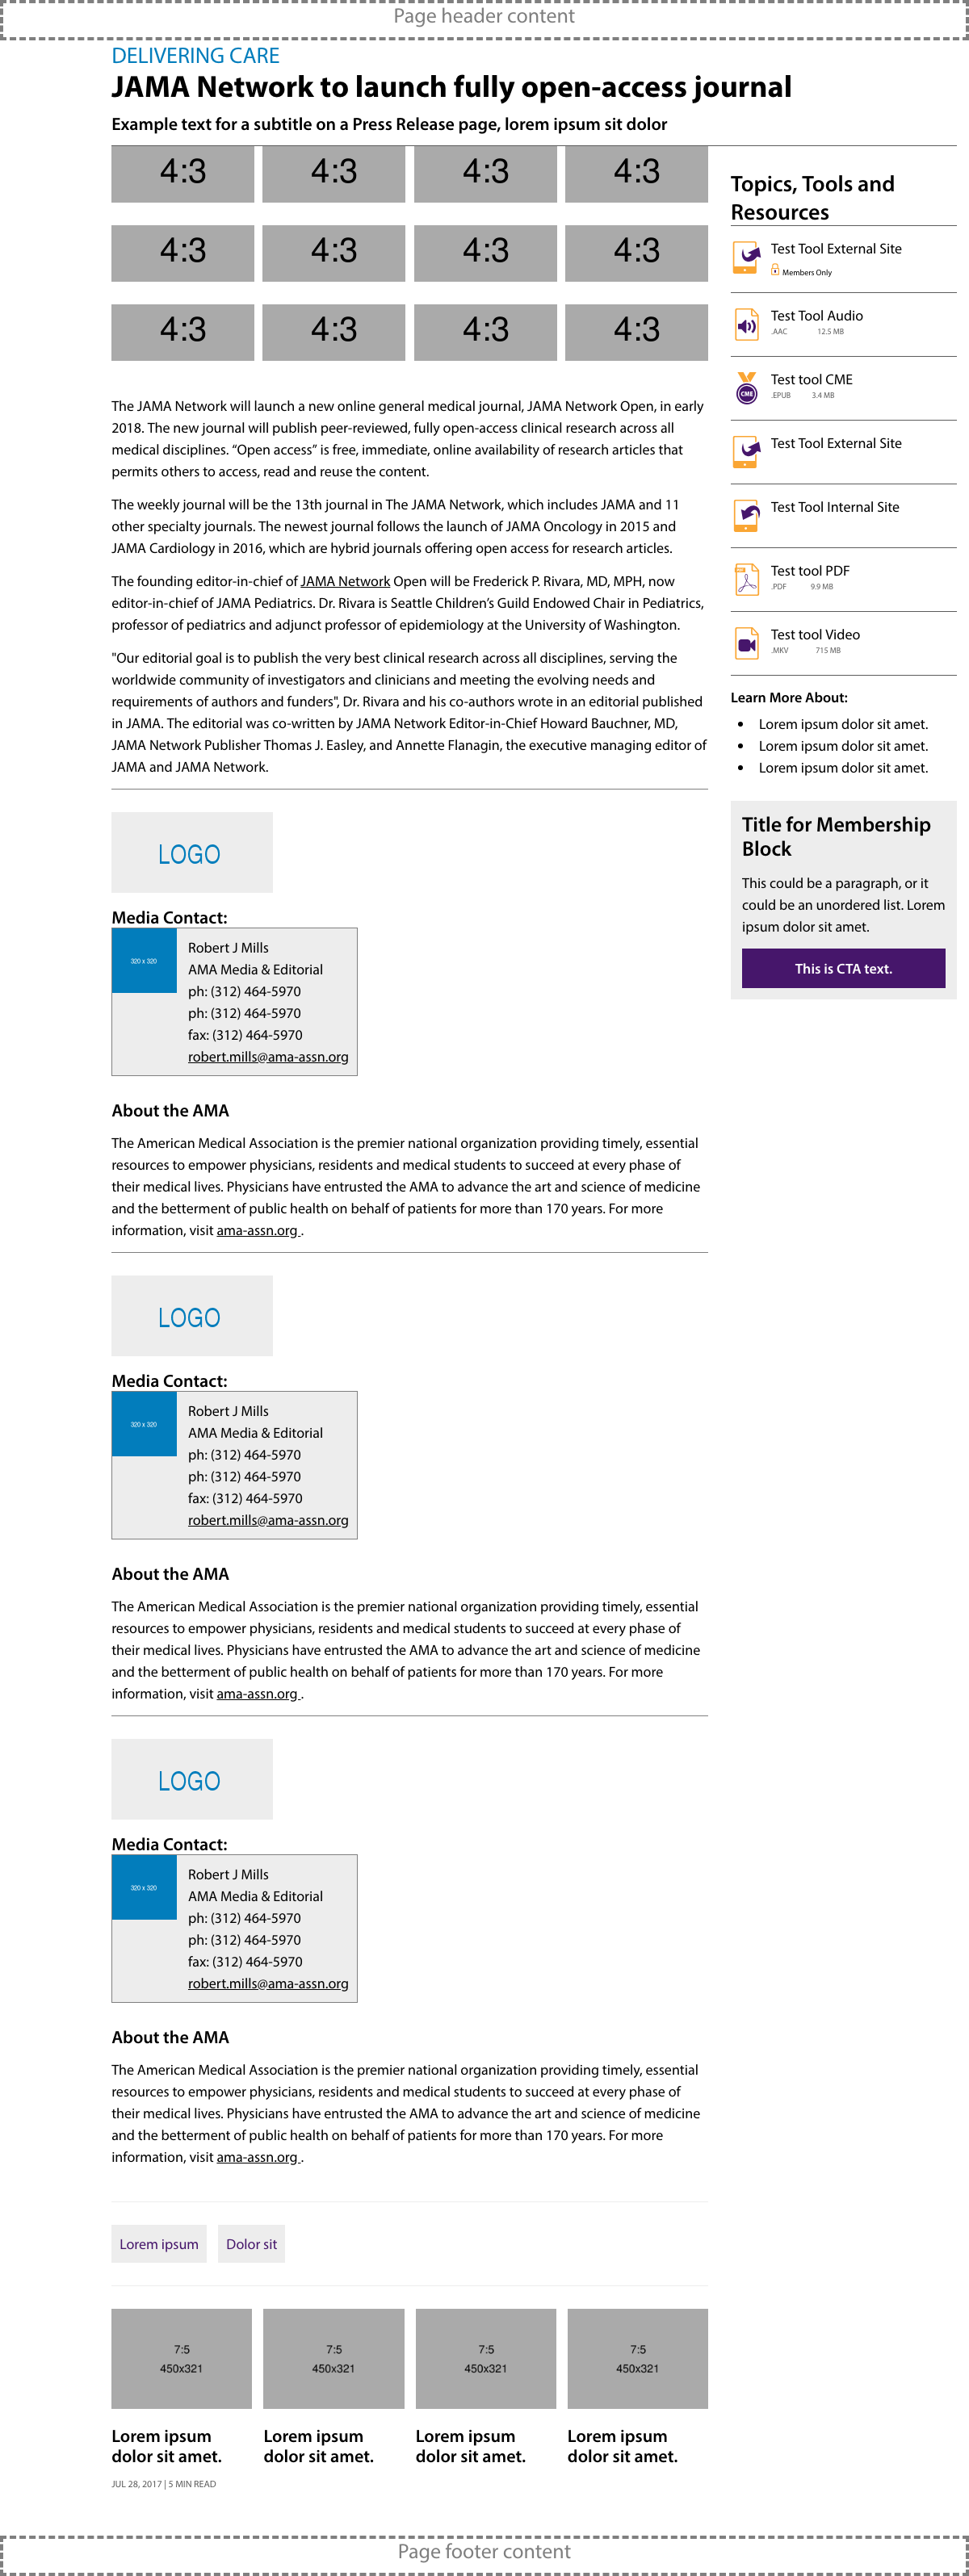 Page header content
DELIVERING CARE
JAMA Network to launch fully open-access journal
Example text for a subtitle on a Press Release page, lorem ipsum sit dolor
4:3 4:3 4:3 4:3
4:3 4:3 4:3 4:3
4:3 4:3 4:3 4:3
The JAMA Network will launch a new online general medical journal, JAMA Network Open, in early
2018. The new journal will publish peer-reviewed, fully open-access clinical research across all
medical disciplines. “Open access” is free, immediate, online availability of research articles that
permits others to access, read and reuse the content.
The weekly journal will be the 13th journal in The JAMA Network, which includes JAMA and 11
other specialty journals. The newest journal follows the launch of JAMA Oncology in 2015 and
JAMA Cardiology in 2016, which are hybrid journals offering open access for research articles.
The founding editor-in-chief of JAMA Network Open will be Frederick P. Rivara, MD, MPH, now
editor-in-chief of JAMA Pediatrics. Dr. Rivara is Seattle Children’s Guild Endowed Chair in Pediatrics,
professor of pediatrics and adjunct professor of epidemiology at the University of Washington.
"Our editorial goal is to publish the very best clinical research across all disciplines, serving the
worldwide community of investigators and clinicians and meeting the evolving needs and
requirements of authors and funders", Dr. Rivara and his co-authors wrote in an editorial published
in JAMA. The editorial was co-written by JAMA Network Editor-in-Chief Howard Bauchner, MD,
JAMA Network Publisher Thomas J. Easley, and Annette Flanagin, the executive managing editor of
JAMA and JAMA Network.
LOGO
Media Contact:
320 x 320
Robert J Mills
AMA Media & Editorial
ph: (312) 464-5970
ph: (312) 464-5970
fax: (312) 464-5970
robert.mills@ama-assn.org
About the AMA
The American Medical Association is the premier national organization providing timely, essential
resources to empower physicians, residents and medical students to succeed at every phase of
their medical lives. Physicians have entrusted the AMA to advance the art and science of medicine
and the betterment of public health on behalf of patients for more than 170 years. For more
information, visit ama-assn.org .
LOGO
Media Contact:
320 x 320
Robert J Mills
AMA Media & Editorial
ph: (312) 464-5970
ph: (312) 464-5970
fax: (312) 464-5970
robert.mills@ama-assn.org
About the AMA
The American Medical Association is the premier national organization providing timely, essential
resources to empower physicians, residents and medical students to succeed at every phase of
their medical lives. Physicians have entrusted the AMA to advance the art and science of medicine
and the betterment of public health on behalf of patients for more than 170 years. For more
information, visit ama-assn.org .
LOGO
Media Contact:
320 x 320
Robert J Mills
AMA Media & Editorial
ph: (312) 464-5970
ph: (312) 464-5970
fax: (312) 464-5970
robert.mills@ama-assn.org
About the AMA
The American Medical Association is the premier national organization providing timely, essential
resources to empower physicians, residents and medical students to succeed at every phase of
their medical lives. Physicians have entrusted the AMA to advance the art and science of medicine
and the betterment of public health on behalf of patients for more than 170 years. For more
information, visit ama-assn.org .
Lorem ipsum Dolor sit
7:5 7:5 7:5 7:5
450x321 450x321 450x321 450x321
Lorem ipsum Lorem ipsum Lorem ipsum Lorem ipsum
dolor sit amet. dolor sit amet. dolor sit amet. dolor sit amet.
JUL 28, 2017 | 5 MIN READ
Topics, Tools and
Resources
Test Tool External Site
Members Only
Test Tool Audio
.AAC 12.5 MB
CME
Test tool CME
.EPUB 3.4 MB
Test Tool External Site
Test Tool Internal Site
Test tool PDF
.PDF 9.9 MB
Test tool Video
.MKV 715 MB
Learn More About:
• Lorem ipsum dolor sit amet.
• Lorem ipsum dolor sit amet.
• Lorem ipsum dolor sit amet.
Title for Membership
Block
This could be a paragraph, or it
could be an unordered list. Lorem
ipsum dolor sit amet.
This is CTA text.
Page footer content